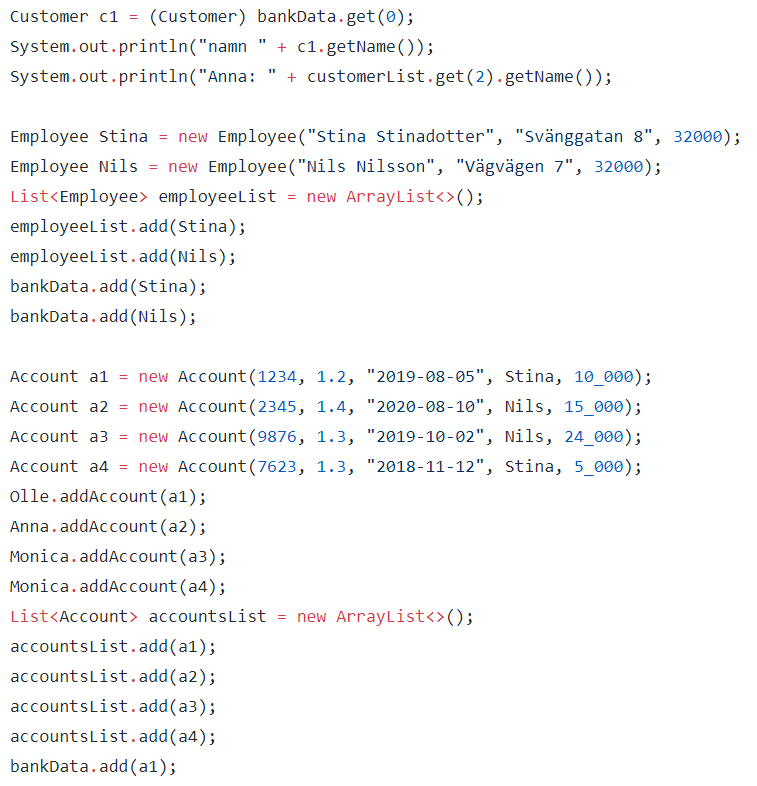 Customer c1 = (Customer) bankData.get(0);
System.out.println("namn " + c1.getName());
System.out.println("Anna: " + customerList.get(2).getName());
Employee Stina = new Employee("Stina Stinadotter", "Svänggatan 8", 32000);
Employee Nils = new Employee("Nils Nilsson", "Vägvägen 7", 32000);
List<Employee> employeeList = new ArrayList<>();
employeeList.add(Stina);
employeeList.add(Nils);
bankData.add(Stina);
bankData.add(Nils);
Account a1 = new Account(1234, 1.2, "2019-08-05", Stina, 10_000);
Account a2 = new Account(2345, 1.4, "2020-08-10", Nils, 15_000);
Account a3 = new Account(9876, 1.3, "2019-10-02", Nils, 24_000);
Account a4 = new Account(7623, 1.3, "2018-11-12", Stina, 5_000);
Olle.addAccount(a1);
Anna.addAccount(a2);
Monica.addAccount(a3);
Monica.addAccount(a4);
List<Account> accountsList = new ArrayList<>();
accountsList.add(a1);
accountsList.add(a2);
accountsList.add(a3);
accountsList.add(a4);
bankData.add(a1);